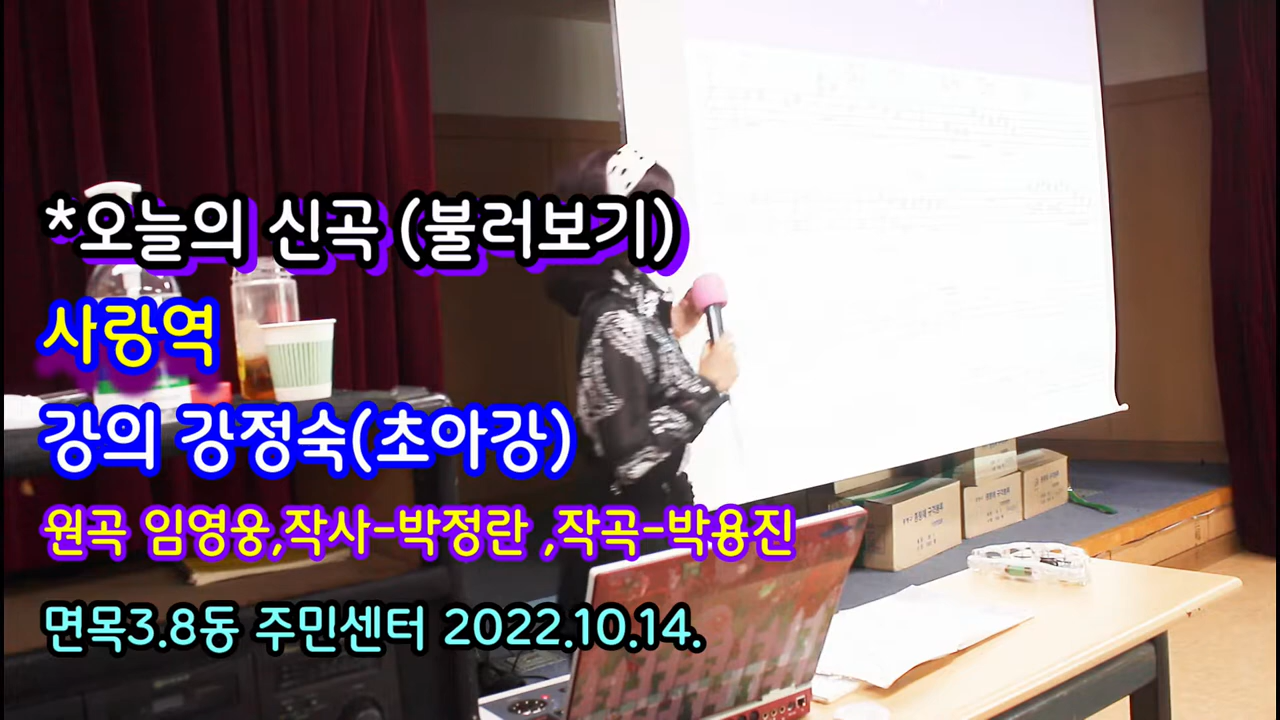 *오늘의 신곡 (불러보기)
사랑역
강의 강정숙(초아강)
원곡 임영웅,작사-박정란 ,작곡-박용진
면목3.8동 주민센터 2022.10.14.